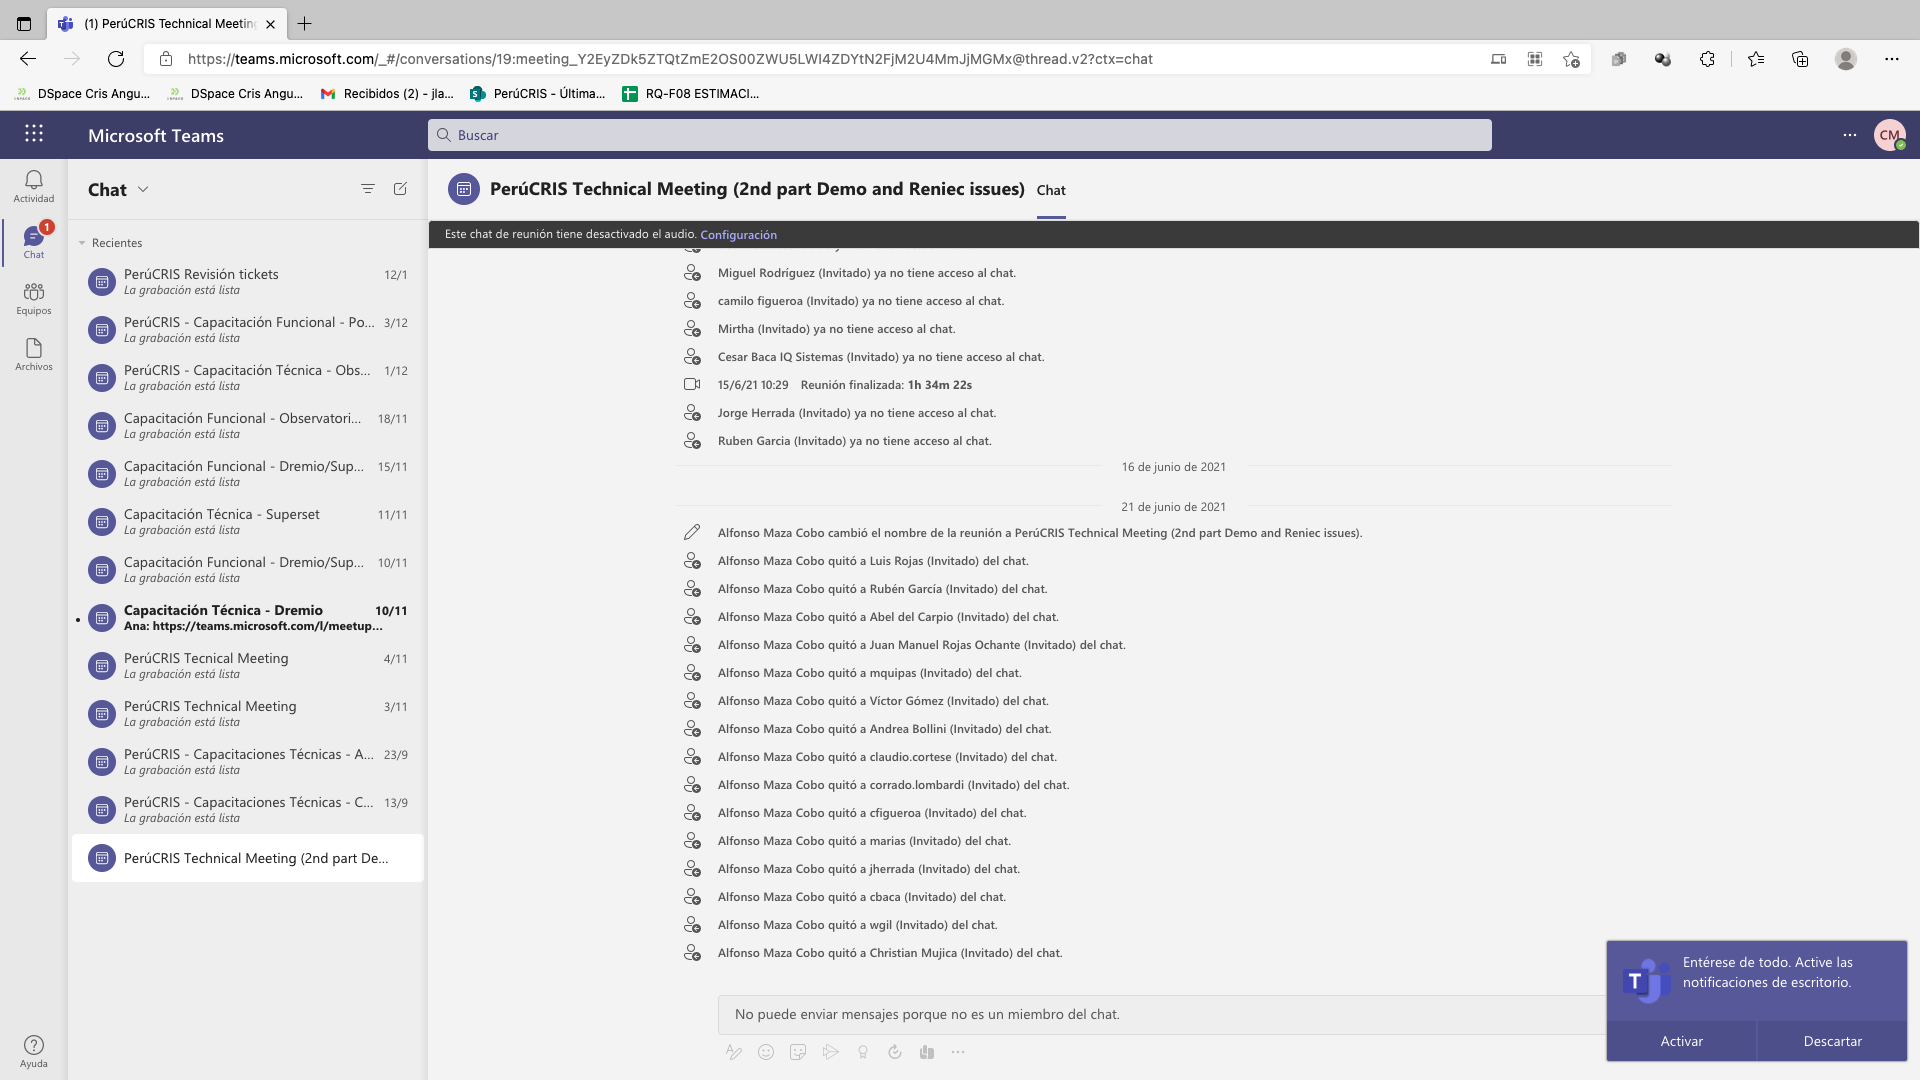 (1) PerúCRIS Technical Meeting
https://teams.microsoft.com/_#/conversations/19:meeting_Y2EyZDk5ZTQtZmE2OS00ZWU5LWI4ZDYtN2FjM2U4MmJjMGMx@thread.v2?ctx=chat
DSpace Cris Angu... DSpace Cris Angu... Recibidos (2) - jla... PerúCRIS - Última... RQ-F08 ESTIMACI...
Microsoft Teams
Buscar
CM
Actividad
1
Chat
Equipos
Archivos
Ayuda
Chat
Recientes
PerúCRIS Revisión tickets 12/1
La grabación está lista
PerúCRIS - Capacitación Funcional - Po... 3/12
La grabación está lista
PerúCRIS - Capacitación Técnica - Obs... 1/12
La grabación está lista
Capacitación Funcional - Observatori... 18/11
La grabación está lista
Capacitación Funcional - Dremio/Sup... 15/11
La grabación está lista
Capacitación Técnica - Superset 11/11
La grabación está lista
Capacitación Funcional - Dremio/Sup... 10/11
La grabación está lista
Capacitación Técnica - Dremio 10/11
Ana: https://teams.microsoft.com/l/meetup...
PerúCRIS Tecnical Meeting 4/11
La grabación está lista
PerúCRIS Technical Meeting 3/11
La grabación está lista
PerúCRIS - Capacitaciones Técnicas - A... 23/9
La grabación está lista
PerúCRIS - Capacitaciones Técnicas - C... 13/9
La grabación está lista
PerúCRIS Technical Meeting (2nd part De...
PerúCRIS Technical Meeting (2nd part Demo and Reniec issues) Chat
Este chat de reunión tiene desactivado el audio. Configuración
Miguel Rodríguez (Invitado) ya no tiene acceso al chat.
camilo figueroa (Invitado) ya no tiene acceso al chat.
Mirtha (Invitado) ya no tiene acceso al chat.
Cesar Baca IQ Sistemas (Invitado) ya no tiene acceso al chat.
15/6/21 10:29 Reunión finalizada: 1h 34m 22s
Jorge Herrada (Invitado) ya no tiene acceso al chat.
Ruben Garcia (Invitado) ya no tiene acceso al chat.
16 de junio de 2021
21 de junio de 2021
Alfonso Maza Cobo cambió el nombre de la reunión a PerúCRIS Technical Meeting (2nd part Demo and Reniec issues).
Alfonso Maza Cobo quitó a Luis Rojas (Invitado) del chat.
Alfonso Maza Cobo quitó a Rubén García (Invitado) del chat.
Alfonso Maza Cobo quitó a Abel del Carpio (Invitado) del chat.
Alfonso Maza Cobo quitó a Juan Manuel Rojas Ochante (Invitado) del chat.
Alfonso Maza Cobo quitó a mquipas (Invitado) del chat.
Alfonso Maza Cobo quitó a Víctor Gómez (Invitado) del chat.
Alfonso Maza Cobo quitó a Andrea Bollini (Invitado) del chat.
Alfonso Maza Cobo quitó a claudio.cortese (Invitado) del chat.
Alfonso Maza Cobo quitó a corrado.lombardi (Invitado) del chat.
Alfonso Maza Cobo quitó a cfigueroa (Invitado) del chat.
Alfonso Maza Cobo quitó a marias (Invitado) del chat.
Alfonso Maza Cobo quitó a jherrada (Invitado) del chat.
Alfonso Maza Cobo quitó a cbaca (Invitado) del chat.
Alfonso Maza Cobo quitó a wgil (Invitado) del chat.
Alfonso Maza Cobo quitó a Christian Mujica (Invitado) del chat.
No puede enviar mensajes porque no es un miembro del chat.
Entérese de todo. Active las
notificaciones de escritorio.
Activar Descartar